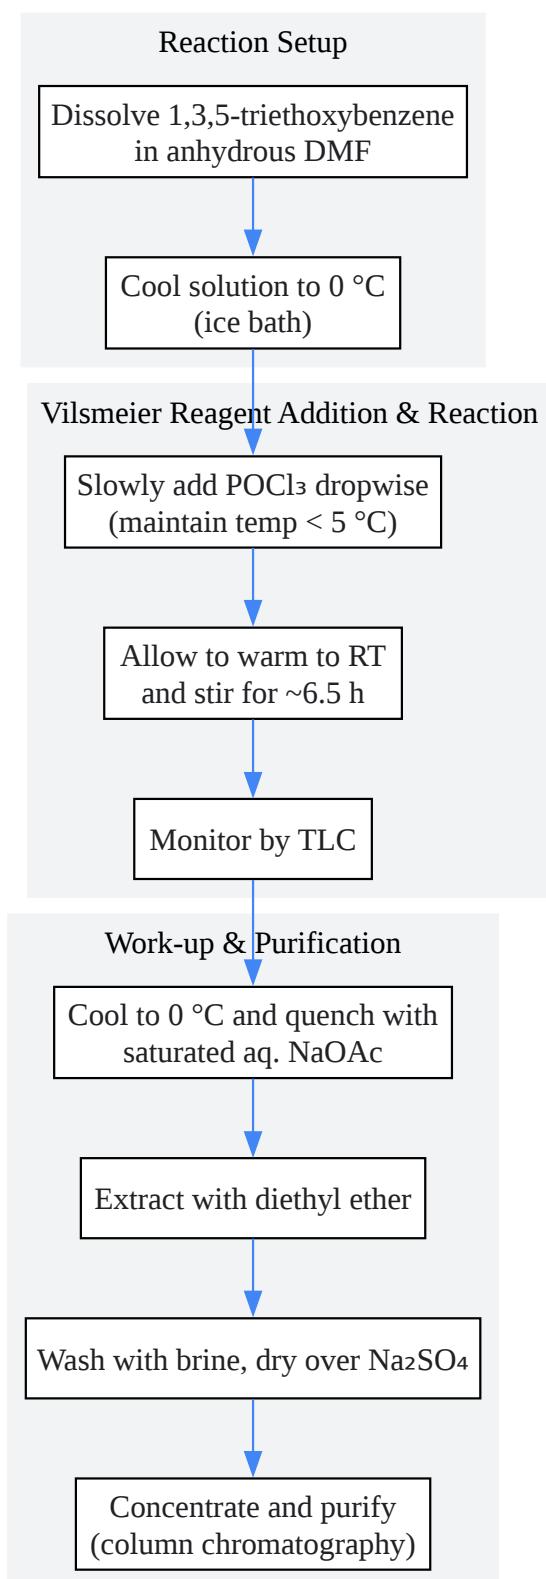 Reaction Setup
Dissolve 1,3,5-triethoxybenzene
in anhydrous DMF
Cool solution to 0 °C
(ice bath)
Vilsmeier Reagent Addition & Reaction
Slowly add POCl₃ dropwise
(maintain temp < 5 °C)
Allow to warm to RT
and stir for ~6.5 h
Monitor by TLC
Work-up & Purification
Cool to 0 °C and quench with
saturated aq. NaOAc
Extract with diethyl ether
Wash with brine, dry over Na₂SO₄
Concentrate and purify
(column chromatography)